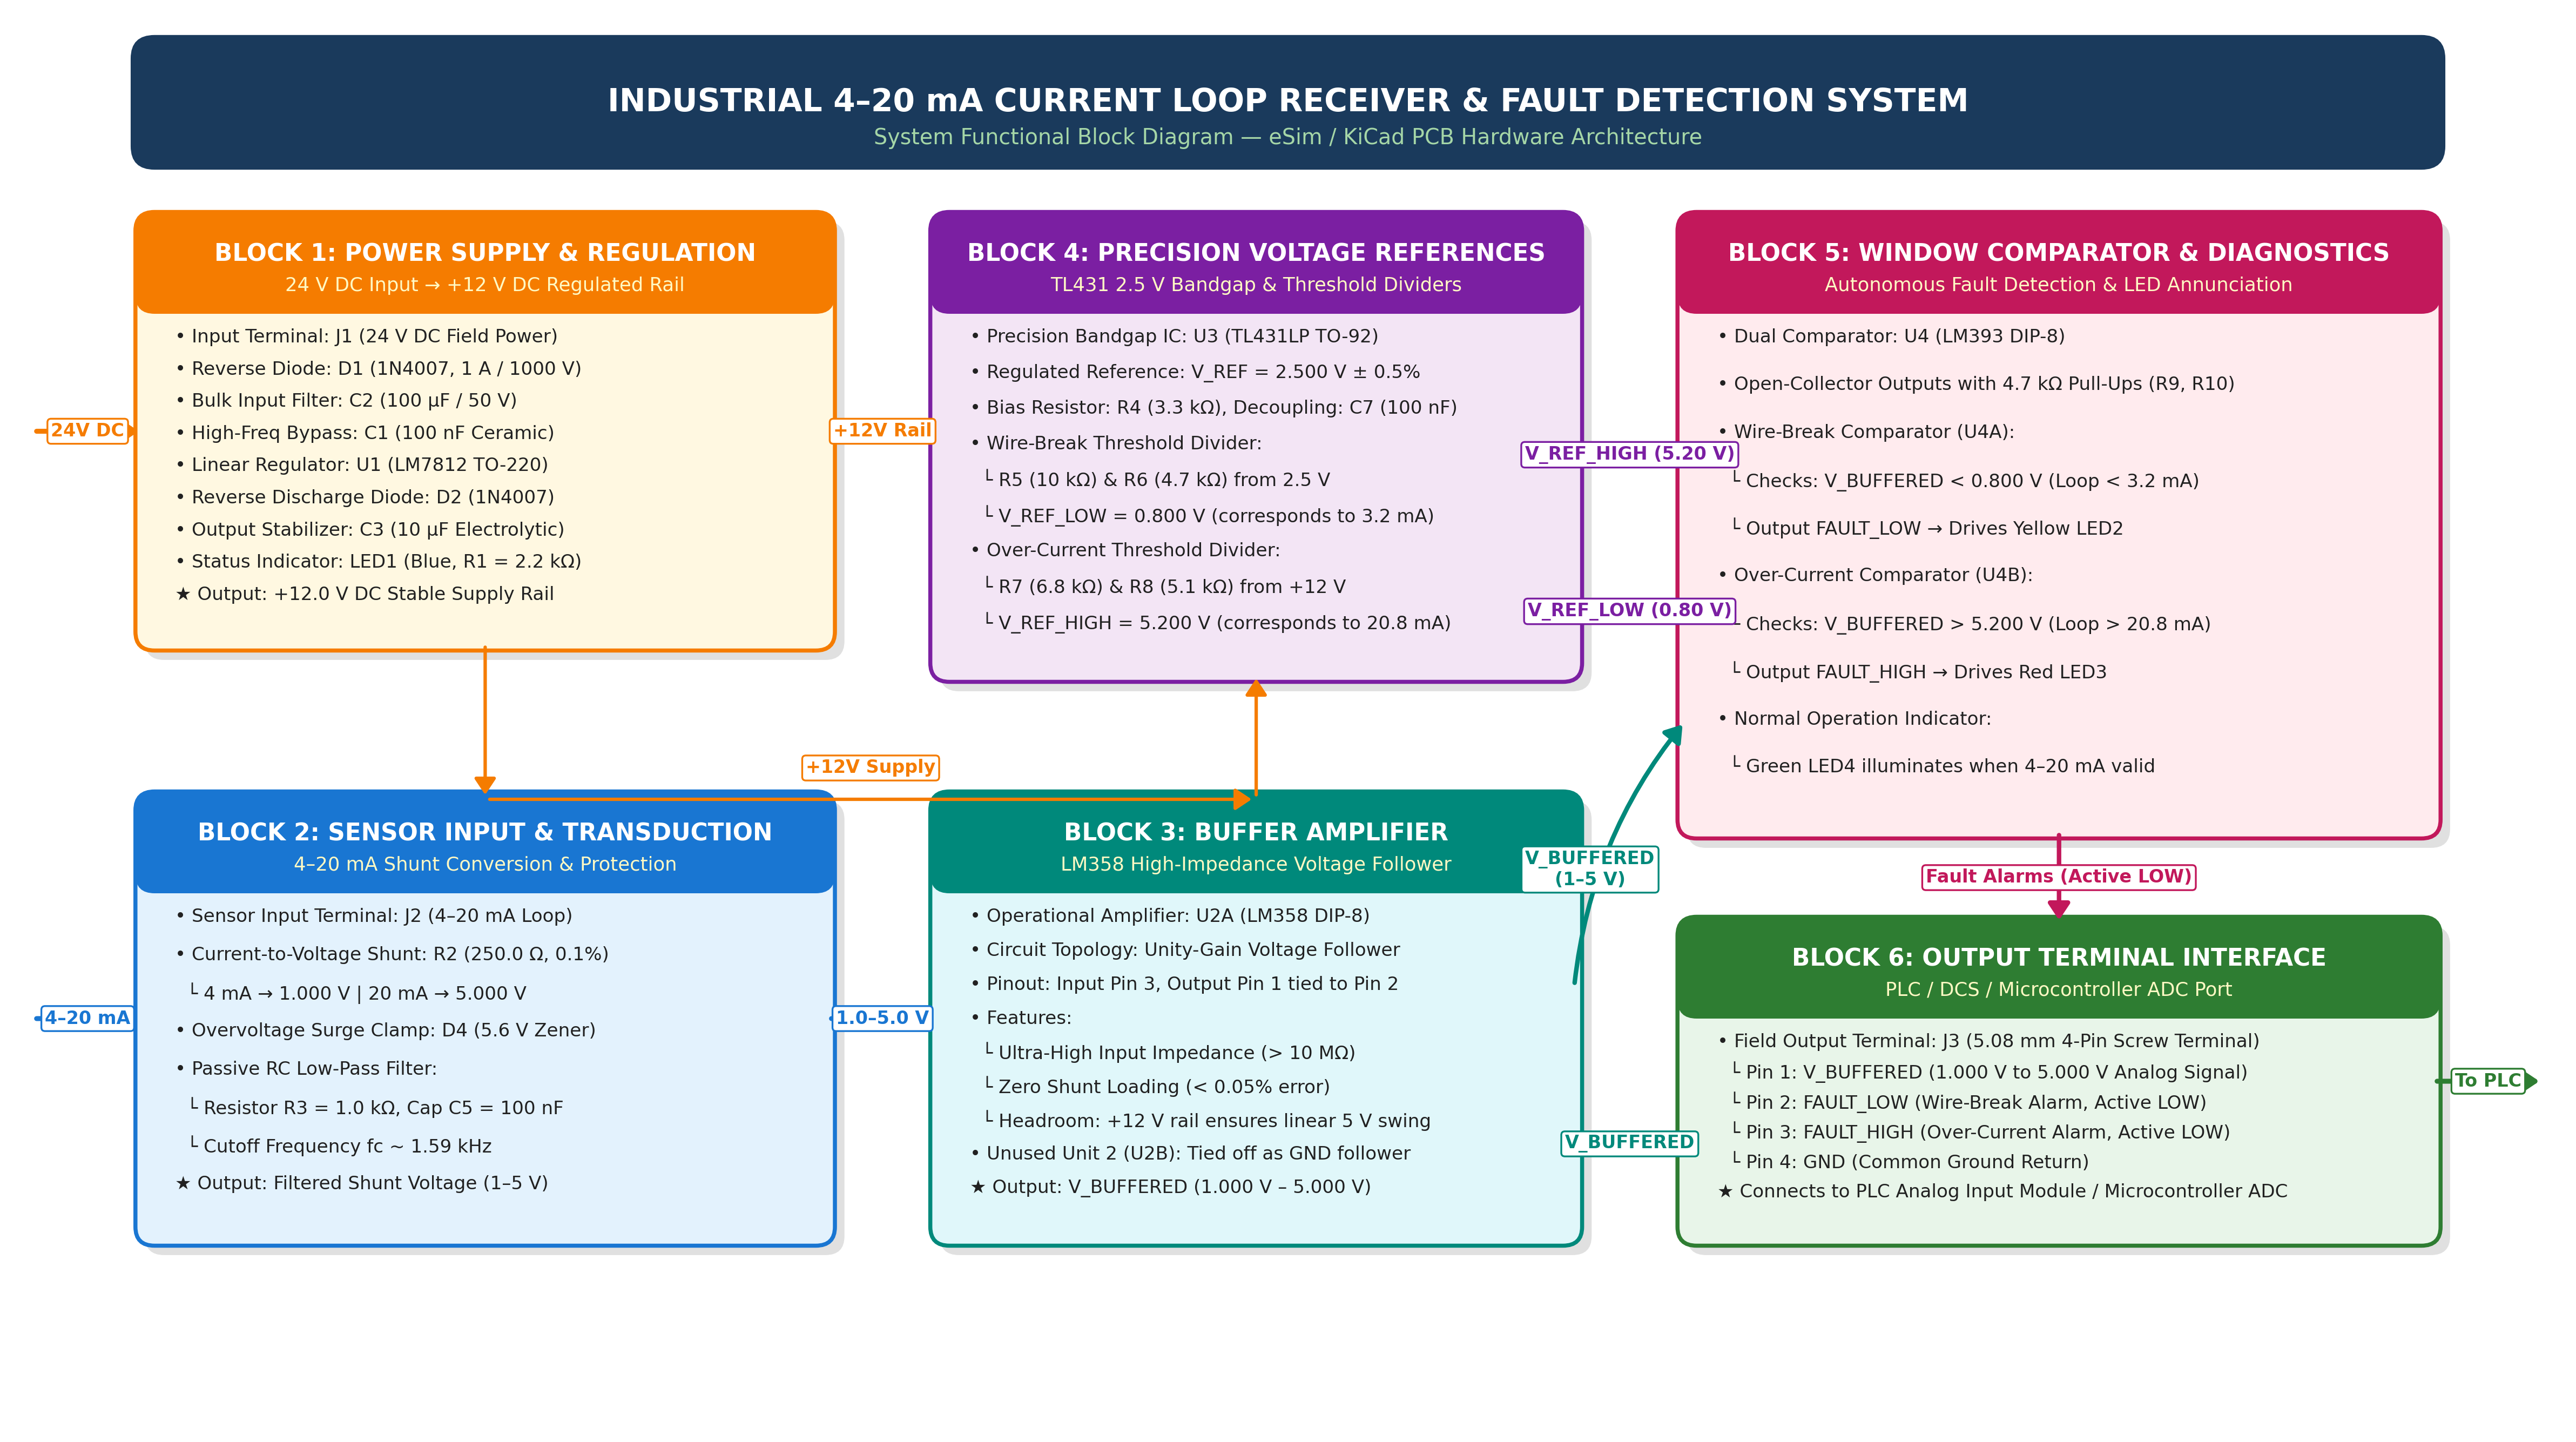 INDUSTRIAL 4–20 mA CURRENT LOOP RECEIVER & FAULT DETECTION SYSTEM
System Functional Block Diagram — eSim / KiCad PCB Hardware Architecture
BLOCK 1: POWER SUPPLY & REGULATION
24 V DC Input → +12 V DC Regulated Rail
• Input Terminal: J1 (24 V DC Field Power)
• Reverse Diode: D1 (1N4007, 1 A / 1000 V)
• Bulk Input Filter: C2 (100 µF / 50 V)
• High-Freq Bypass: C1 (100 nF Ceramic)
• Linear Regulator: U1 (LM7812 TO-220)
• Reverse Discharge Diode: D2 (1N4007)
• Output Stabilizer: C3 (10 µF Electrolytic)
• Status Indicator: LED1 (Blue, R1 = 2.2 kΩ)
★ Output: +12.0 V DC Stable Supply Rail
24V DC
+12V Rail
BLOCK 4: PRECISION VOLTAGE REFERENCES
TL431 2.5 V Bandgap & Threshold Dividers
• Precision Bandgap IC: U3 (TL431LP TO-92)
• Regulated Reference: V_REF = 2.500 V ± 0.5%
• Bias Resistor: R4 (3.3 kΩ), Decoupling: C7 (100 nF)
• Wire-Break Threshold Divider:
└ R5 (10 kΩ) & R6 (4.7 kΩ) from 2.5 V
└ V_REF_LOW = 0.800 V (corresponds to 3.2 mA)
• Over-Current Threshold Divider:
└ R7 (6.8 kΩ) & R8 (5.1 kΩ) from +12 V
└ V_REF_HIGH = 5.200 V (corresponds to 20.8 mA)
V_REF_HIGH (5.20 V)
V_REF_LOW (0.80 V)
BLOCK 5: WINDOW COMPARATOR & DIAGNOSTICS
Autonomous Fault Detection & LED Annunciation
• Dual Comparator: U4 (LM393 DIP-8)
• Open-Collector Outputs with 4.7 kΩ Pull-Ups (R9, R10)
• Wire-Break Comparator (U4A):
└ Checks: V_BUFFERED < 0.800 V (Loop < 3.2 mA)
└ Output FAULT_LOW → Drives Yellow LED2
• Over-Current Comparator (U4B):
└ Checks: V_BUFFERED > 5.200 V (Loop > 20.8 mA)
└ Output FAULT_HIGH → Drives Red LED3
• Normal Operation Indicator:
└ Green LED4 illuminates when 4–20 mA valid
+12V Supply
BLOCK 2: SENSOR INPUT & TRANSDUCTION
4–20 mA Shunt Conversion & Protection
• Sensor Input Terminal: J2 (4–20 mA Loop)
• Current-to-Voltage Shunt: R2 (250.0 Ω, 0.1%)
└ 4 mA → 1.000 V | 20 mA → 5.000 V
• Overvoltage Surge Clamp: D4 (5.6 V Zener)
• Passive RC Low-Pass Filter:
└ Resistor R3 = 1.0 kΩ, Cap C5 = 100 nF
└ Cutoff Frequency fc ~ 1.59 kHz
★ Output: Filtered Shunt Voltage (1–5 V)
4–20 mA
1.0–5.0 V
BLOCK 3: BUFFER AMPLIFIER
LM358 High-Impedance Voltage Follower
• Operational Amplifier: U2A (LM358 DIP-8)
• Circuit Topology: Unity-Gain Voltage Follower
• Pinout: Input Pin 3, Output Pin 1 tied to Pin 2
• Features:
└ Ultra-High Input Impedance (> 10 MΩ)
└ Zero Shunt Loading (< 0.05% error)
└ Headroom: +12 V rail ensures linear 5 V swing
• Unused Unit 2 (U2B): Tied off as GND follower
★ Output: V_BUFFERED (1.000 V – 5.000 V)
V_BUFFERED
(1–5 V)
V_BUFFERED
Fault Alarms (Active LOW)
BLOCK 6: OUTPUT TERMINAL INTERFACE
PLC / DCS / Microcontroller ADC Port
• Field Output Terminal: J3 (5.08 mm 4-Pin Screw Terminal)
└ Pin 1: V_BUFFERED (1.000 V to 5.000 V Analog Signal)
└ Pin 2: FAULT_LOW (Wire-Break Alarm, Active LOW)
└ Pin 3: FAULT_HIGH (Over-Current Alarm, Active LOW)
└ Pin 4: GND (Common Ground Return)
★ Connects to PLC Analog Input Module / Microcontroller ADC
To PLC